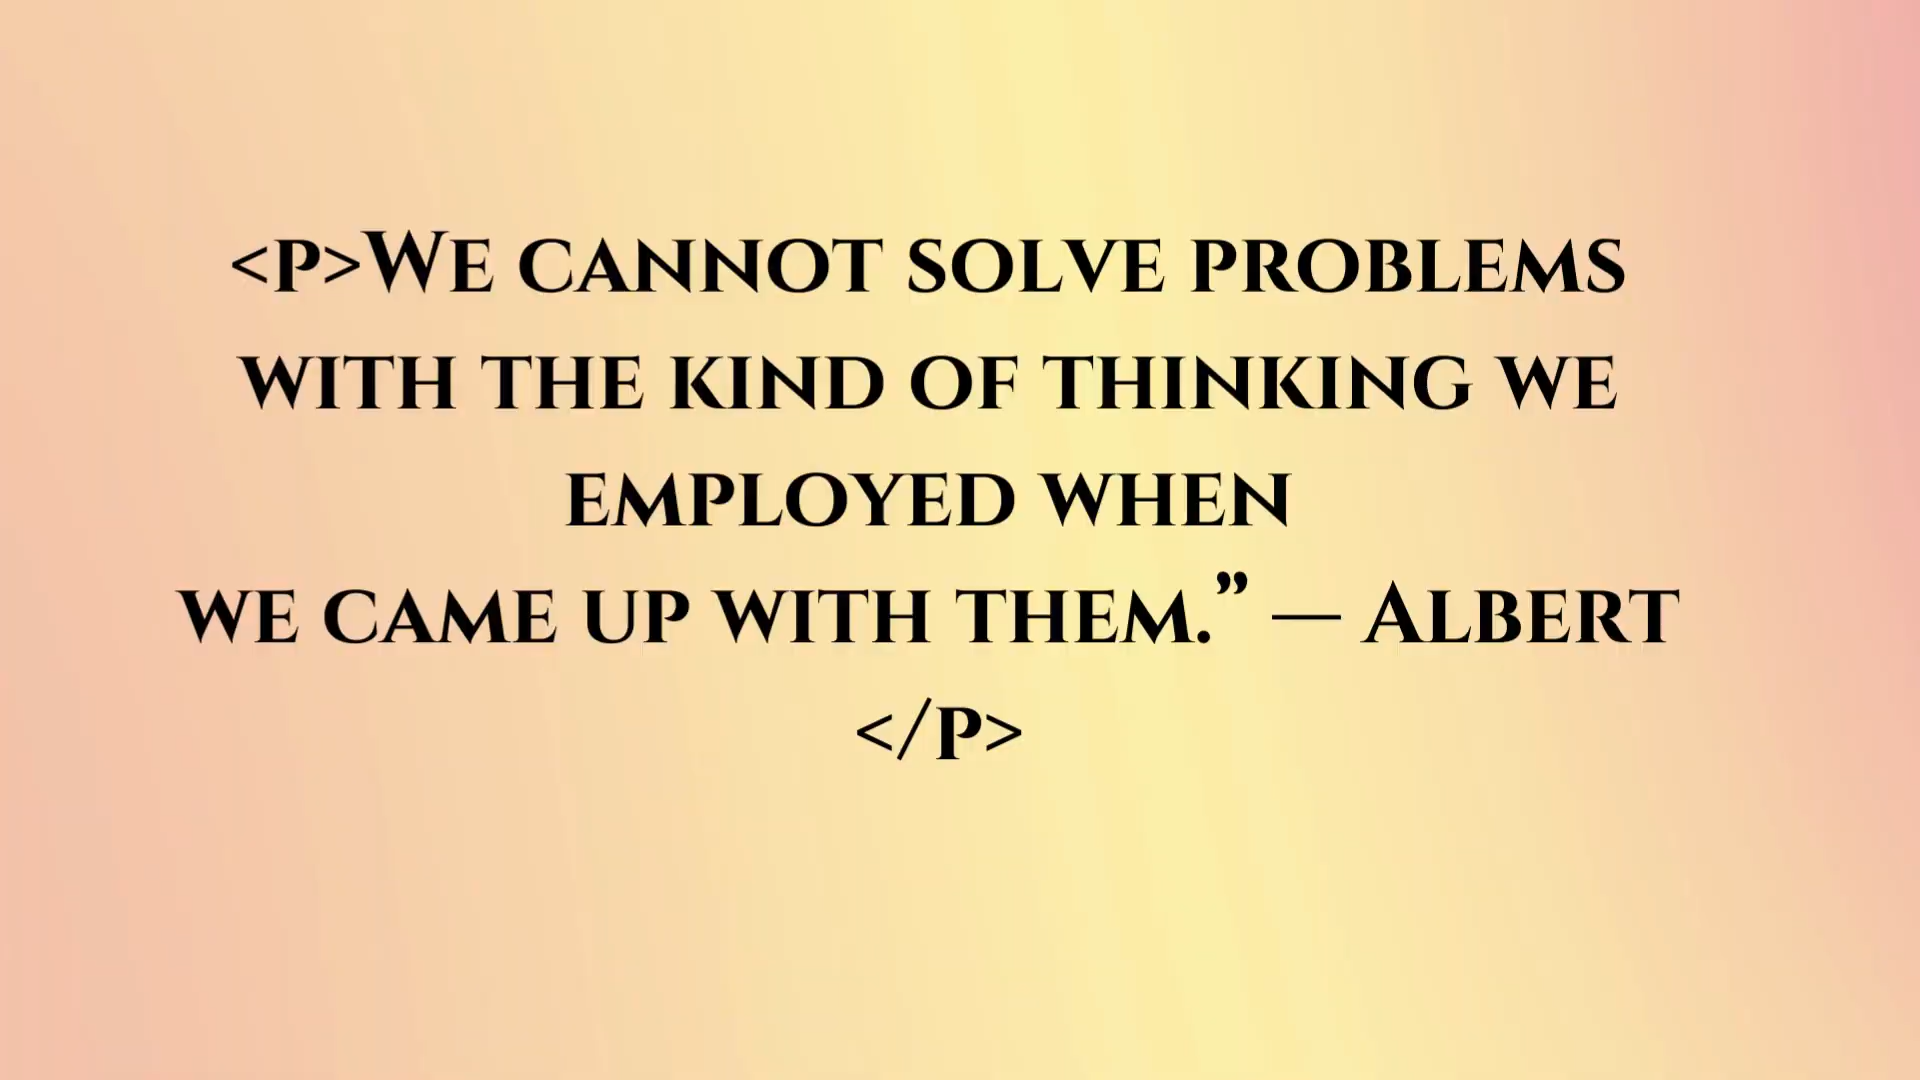 <p>We cannot solve problems
with the kind of thinking we
employed when
we came up with them.” — Albert
</p>